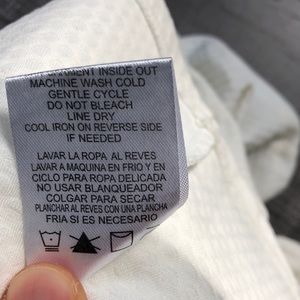 GARMENT INSIDE OUT
MACHINE WASH COLD
GENTLE CYCLE
DO NOT BLEACH
LINE DRY
COOL IRON ON REVERSE SIDE
IF NEEDED
LAVAR LA ROPA AL REVES
LAVAR A MAQUINA EN FRIO Y EN
CICLO PARA ROPA DELICADA
NO USAR BLANQUEADOR
COLGAR PARA SECAR
PLANCHAR AL REVES CON UNA PLANCHA
FRIA SI ES NECESARIO